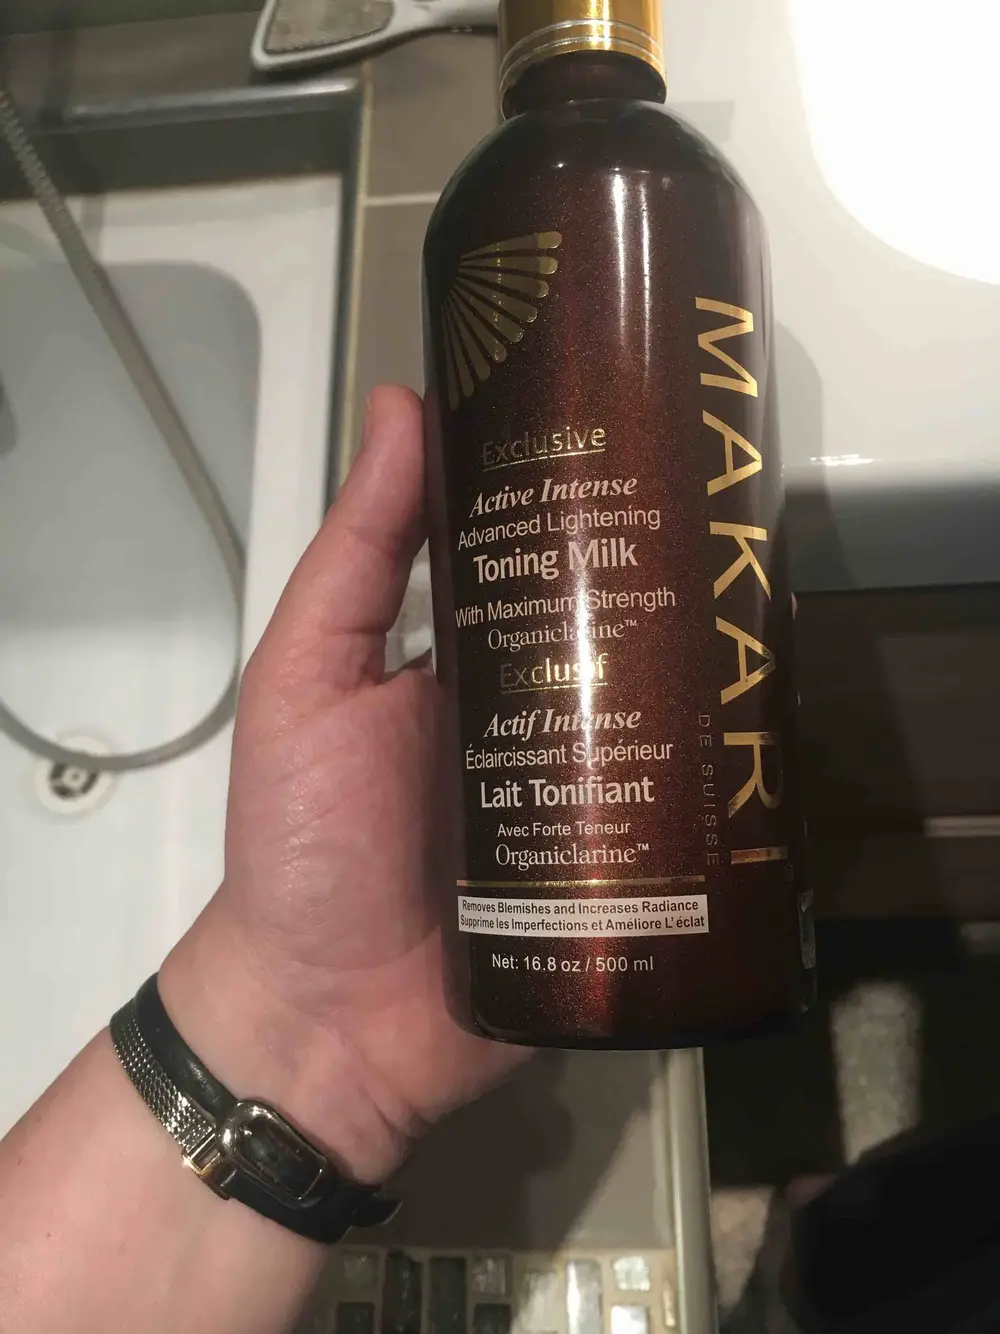 Exclusive
Active Intense
Advanced Lightening
Toning Milk
With Maximum Strength
Organiclarine™
Exclusif
Actif Intense
Éclaircissant Supérieur
Lait Tonifiant
Avec Forte Teneur
Organiclarine™
Removes Blemishes and Increases Radiance
Supprime les Imperfections et Améliore L'éclat
Net: 16.8 oz / 500 ml
MAKARI®
DE SUISSE